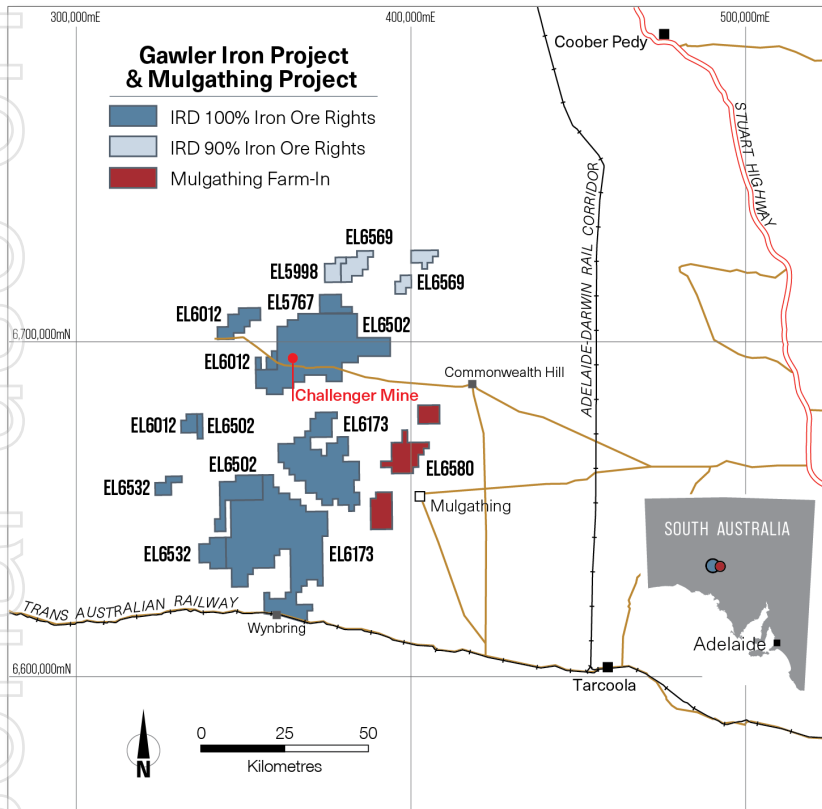 300,000mE
400,000mE
500,000mE
Gawler Iron Project
& Mulgathing Project
IRD 100% Iron Ore Rights
IRD 90% Iron Ore Rights
Mulgathing Farm-In
Coober Pedy
STUART HIGHWAY
ADELAIDE-DARWIN RAIL CORRIDOR
EL6569
EL5998
EL6569
EL5767
EL6012
EL6502
6,700,000mN
EL6012
Commonwealth Hill
Challenger Mine
EL6012
EL6502
EL6173
EL6502
EL6580
EL6532
Mulgathing
SOUTH AUSTRALIA
EL6532
EL6173
TRANS AUSTRALIAN RAILWAY
Wynbring
Adelaide
6,600,000mN
Tarcoola
0
25
50
Kilometres
N